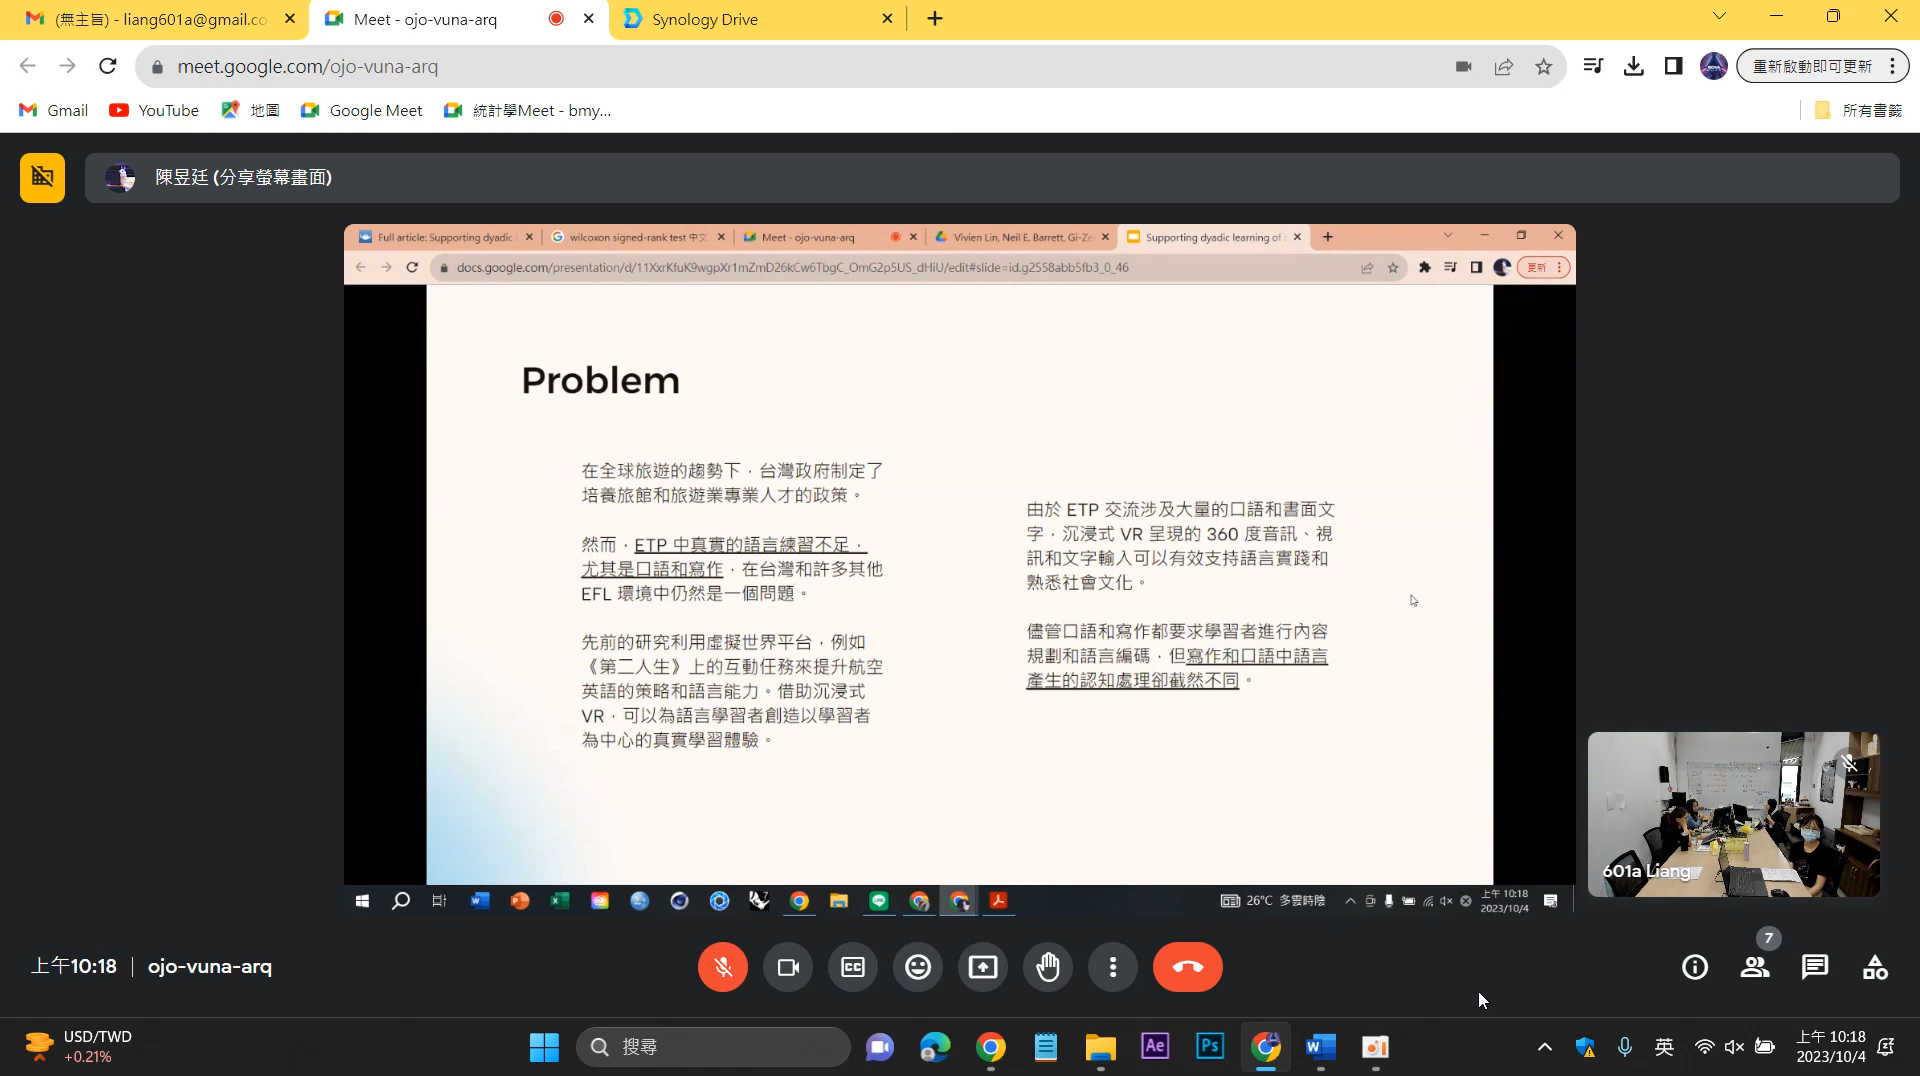 (無主旨) - liang601a@gmail.co
Meet - ojo-vuna-arq
Synology Drive
meet.google.com/ojo-vuna-arq
重新啟動即可更新
Gmail
YouTube
地圖
Google Meet
統計學Meet - bmy...
所有書籤
陳昱廷 (分享螢幕畫面)
Full article: Supporting dyadic
wilcoxon signed-rank test 中文
Meet - ojo-vuna-arq
Vivien Lin, Neil E. Barrett, Gi-Ze
Supporting dyadic learning of
docs.google.com/presentation/d/11XxrKfuK9wgpXr1mZmD26kCw6TbgC_OmG2p5US_dHiU/edit#slide=id.g2558abb5fb3_0_46
更新
Problem
在全球旅遊的趨勢下，台灣政府制定了
培養旅館和旅遊業專業人才的政策。
然而，ETP 中真實的語言練習不足，
尤其是口語和寫作，在台灣和許多其他
EFL 環境中仍然是一個問題。
先前的研究利用虛擬世界平台，例如
《第二人生》上的互動任務來提升航空
英語的策略和語言能力。借助沉浸式
VR，可以為語言學習者創造以學習者
為中心的真實學習體驗。
由於 ETP 交流涉及大量的口語和書面文
字，沉浸式 VR 呈現的 360 度音訊、視
訊和文字輸入可以有效支持語言實踐和
熟悉社會文化。
儘管口語和寫作都要求學習者進行內容
規劃和語言編碼，但寫作和口語中語言
產生的認知處理卻截然不同。
26°C 多雲時陰
上午 10:18
2023/10/4
601a Liang
上午10:18
ojo-vuna-arq
7
USD/TWD
+0.21%
搜尋
Ae
Ps
英
上午 10:18
2023/10/4